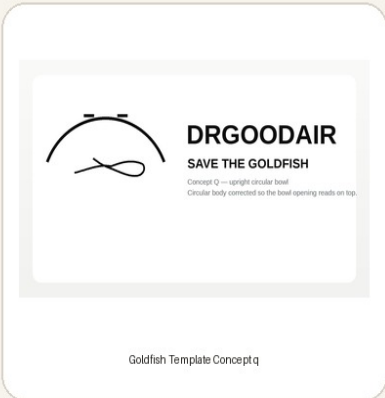 DRGOODAIR
SAVE THE GOLDFISH
Concept Q — upright circular bowl
Circular body corrected so the bowl opening reads on top.
Goldfish Template Concept q